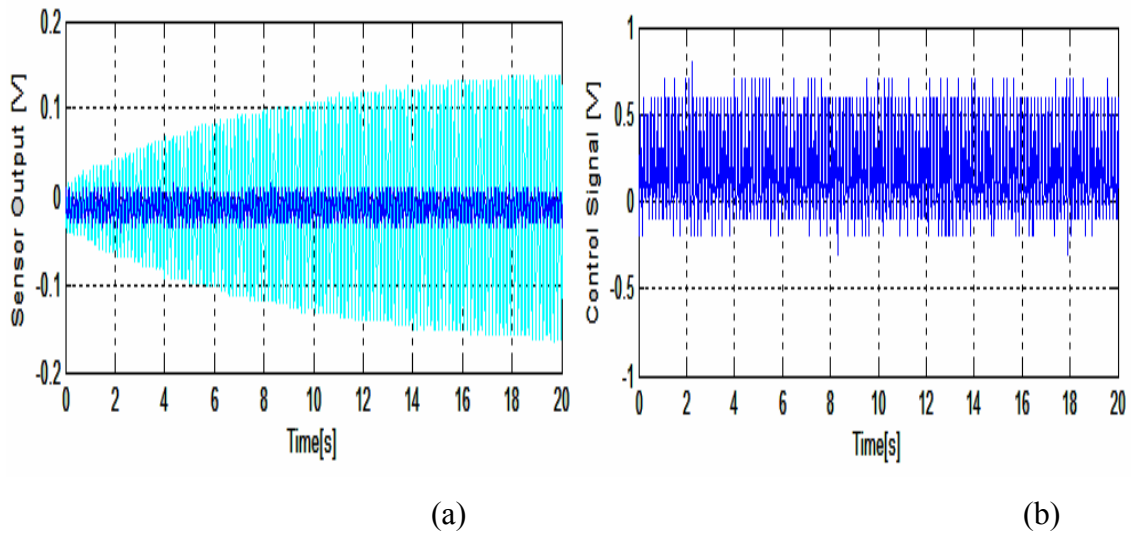 0.2
0.1
0
-0.1
-0.2
Sensor Output [V]
0 2 4 6 8 10 12 14 16 18 20
Time[s]
(a)
1
0.5
0
-0.5
-1
Control Signal [V]
0 2 4 6 8 10 12 14 16 18 20
Time[s]
(b)